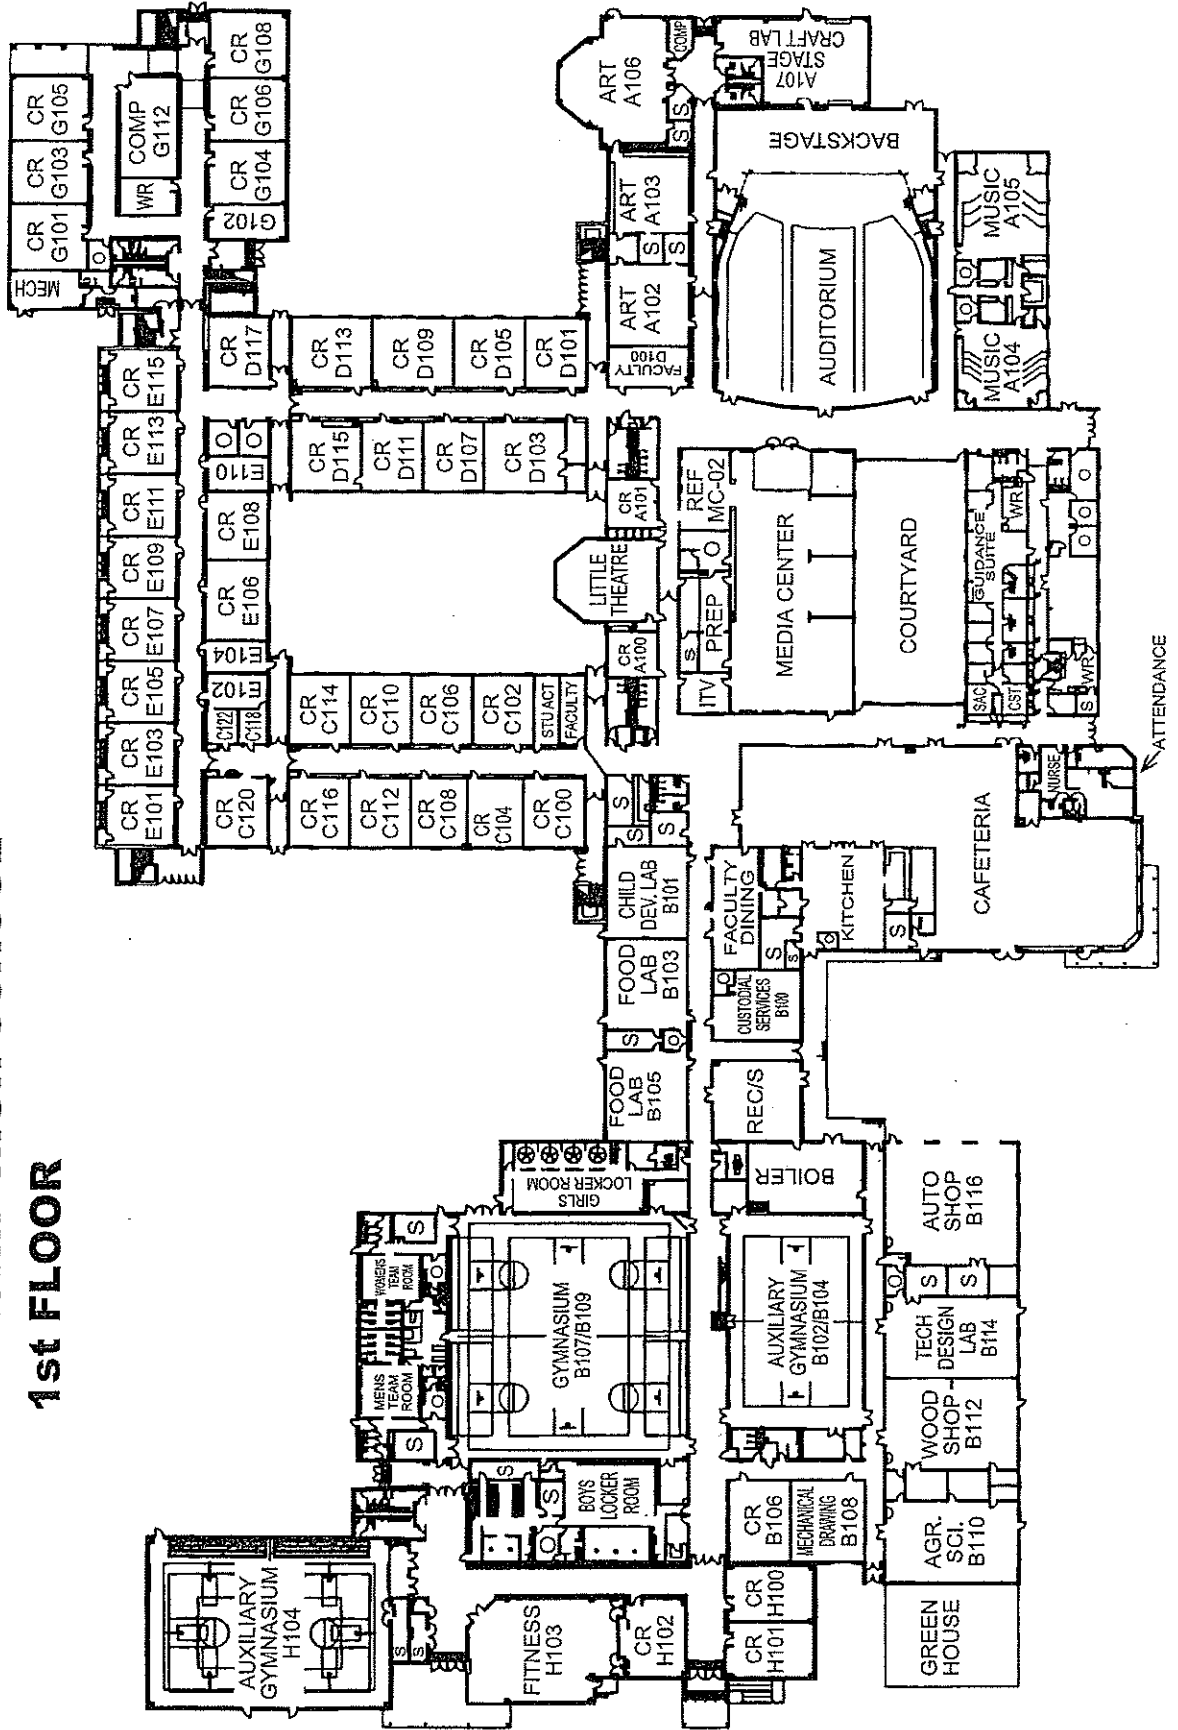 1st FLOOR
CR
E101
CR
E103
CR
E105
CR
E107
CR
E109
CR
E111
CR
E113
CR
E115
MECH
CR
G101
CR
G103
CR
G105
WR
COMP
G112
G102
CR
G104
CR
G106
CR
G108
CR
C120
C122
C118
E102
E104
CR
E106
CR
E108
E110
O
O
O
CR
D117
CR
C116
CR
C112
CR
C108
CR
C104
CR
C100
CR
C114
CR
C110
CR
C106
CR
C102
STU ACT
FACULTY
CR
D115
CR
D111
CR
D107
CR
D103
CR
D113
CR
D109
CR
D105
CR
D101
AUXILIARY
GYMNASIUM
H104
S
S
FITNESS
H103
CR
H102
CR
H101
CR
H100
MENS
TEAM
ROOM
WOMENS
TEAM
ROOM
S
S
O
O
GYMNASIUM
B107/B109
S
S
O
BOYS
LOCKER
ROOM
GIRLS
LOCKER ROOM
FOOD
LAB
B105
S
O
FOOD
LAB
B103
CHILD
DEV. LAB
B101
S
S
S
CR
A100
LITTLE
THEATRE
CR
A101
FACULTY
D100
ART
A102
S
S
ART
A103
S
S
ART
A106
COMP
A107
STAGE
CRAFT LAB
CR
B106
MECHANICAL
DRAWING
B108
AUXILIARY
GYMNASIUM
B102/B104
BOILER
REC/S
CUSTODIAL
SERVICES
B100
O
S
S
FACULTY
DINING
KITCHEN
O
S
CAFETERIA
NURSE
ATTENDANCE
ITV
S
PREP
O
REF
MC-02
MEDIA CENTER
COURTYARD
SAC
CST
GUIDANCE
SUITE
WR
S
WR
O
O
O
AUDITORIUM
BACKSTAGE
MUSIC
A104
O
O
MUSIC
A105
GREEN
HOUSE
AGR.
SCI.
B110
WOOD
SHOP
B112
TECH
DESIGN
LAB
B114
O
S
S
AUTO
SHOP
B116